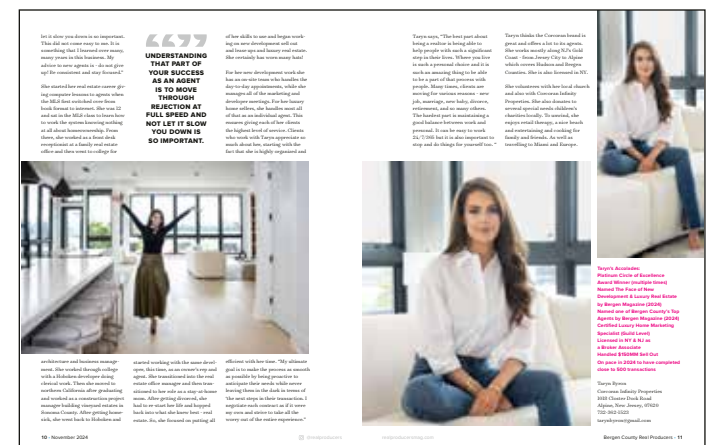 let it slow you down is so important.
This did not come easy to me. It is
something that I learned over many,
many years in this business. My
advice to new agents is - do not give
up! Be consistent and stay focused."
She started her real estate career giv-
ing computer lessons to agents when
the MLS first switched over from
book format to internet. She was 12
and sat in the MLS class to learn how
to work the system knowing nothing
at all about homeownership. From
there, she worked as a front desk
receptionist at a family real estate
office and then went to college for
UNDERSTANDING
THAT PART OF
YOUR SUCCESS
AS AN AGENT
IS TO MOVE
THROUGH
REJECTION AT
FULL SPEED AND
NOT LET IT SLOW
YOU DOWN IS
SO IMPORTANT.
of her skills to use and began work-
ing on new development sell out
and lease ups and luxury real estate.
She certainly has worn many hats!
For her new development work she
has an on-site team who handles the
day-to-day appointments, while she
manages all of the marketing and
developer meetings. For her luxury
home sellers, she handles most all
of that as an individual agent. This
ensures giving each of her clients
the highest level of service. Clients
who work with Taryn appreciate so
much about her, starting with the
fact that she is highly organized and
architecture and business manage-
ment. She worked through college
with a Hoboken developer doing
clerical work. Then she moved to
northern California after graduating
and worked as a construction project
manager building vineyard estates in
Sonoma County. After getting home-
sick, she went back to Hoboken and
started working with the same devel-
oper, this time, as an owner's rep and
agent. She transitioned into the real
estate office manager and then tran-
sitioned to her role as a stay-at-home
mom. After getting divorced, she
had to re-start her life and hopped
back into what she knew best - real
estate. So, she focused on putting all
efficient with her time. "My ultimate
goal is to make the process as smooth
as possible by being proactive to
anticipate their needs while never
leaving them in the dark in terms of
the next steps in their transaction. I
negotiate each contract as if it were
my own and strive to take all the
worry out of the entire experience."
10 · November 2024
@realproducers
realproducersmag.com
Taryn says, "The best part about
being a realtor is being able to
help people with such a significant
step in their lives. Where you live
is such a personal choice and it is
such an amazing thing to be able to
be a part of that process with
people. Many times, clients are
moving for various reasons - new
job, marriage, new baby, divorce,
retirement, and so many others.
The hardest part is maintaining a
good balance between work and
personal. It can be easy to work
24/7/365 but it is also important to
stop and do things for yourself too."
Taryn thinks the Corcoran brand is
great and offers a lot to its agents.
She works mostly along NJ's Gold
Coast - from Jersey City to Alpine
which covers Hudson and Bergen
Counties. She is also licensed in NY.
She volunteers with her local church
and also with Corcoran Infinity
Properties. She also donates to
several special needs children's
charities locally. To unwind, she
enjoys retail therapy, a nice beach
and entertaining and cooking for
family and friends. As well as
travelling to Miami and Europe.
Taryn's Accolades:
Platinum Circle of Excellence
Award Winner (multiple times)
Named The Face of New
Development & Luxury Real Estate
by Bergen Magazine (2024)
Named one of Bergen County's Top
Agents by Bergen Magazine (2024)
Certified Luxury Home Marketing
Specialist (Guild Level)
Licensed in NY & NJ as
a Broker Associate
Handled $150MM Sell Out
On pace in 2024 to have completed
close to 500 transactions
Taryn Byron
Corcoran Infinity Properties
Closter Dock Road
Alpine, New Jersey, 07620
tarynbyron@gmail.com
Bergen County Real Producers · 11